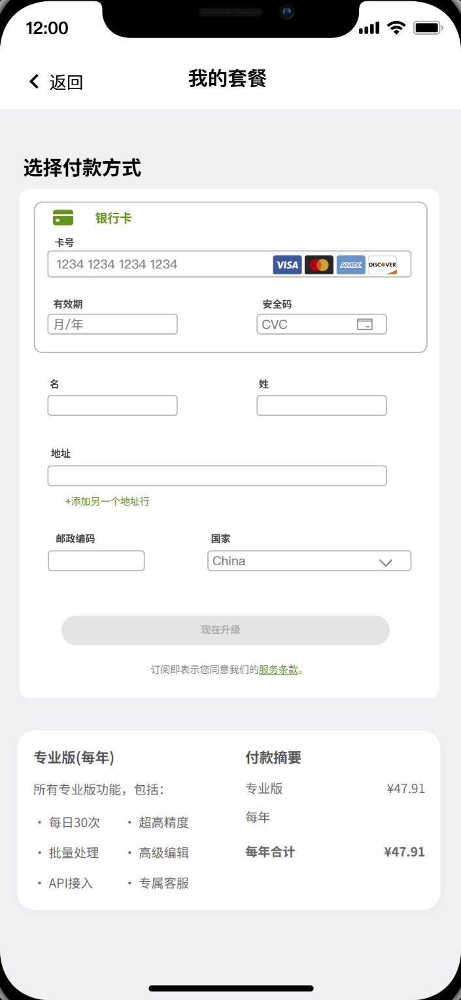 12:00
返回
我的套餐
选择付款方式
银行卡
卡号
1234 1234 1234 1234 VISA AMEX DISCOVER
有效期 安全码
月/年 CVC
名 姓
地址
+添加另一个地址行
邮政编码 国家
China
现在升级
订阅即表示您同意我们的服务条款。
专业版(每年)
所有专业版功能，包括：
· 每日30次 · 超高精度
· 批量处理 · 高级编辑
· API接入 · 专属客服
付款摘要
专业版 ¥47.91
每年
每年合计 ¥47.91